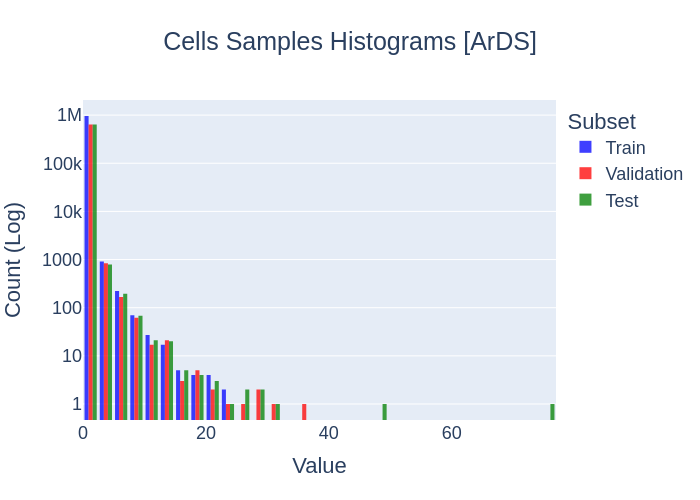 Cells Samples Histograms [ArDS]
Count (Log)
1M
100k
10k
1000
100
10
1
0
20
40
60
Value
Subset
Train
Validation
Test